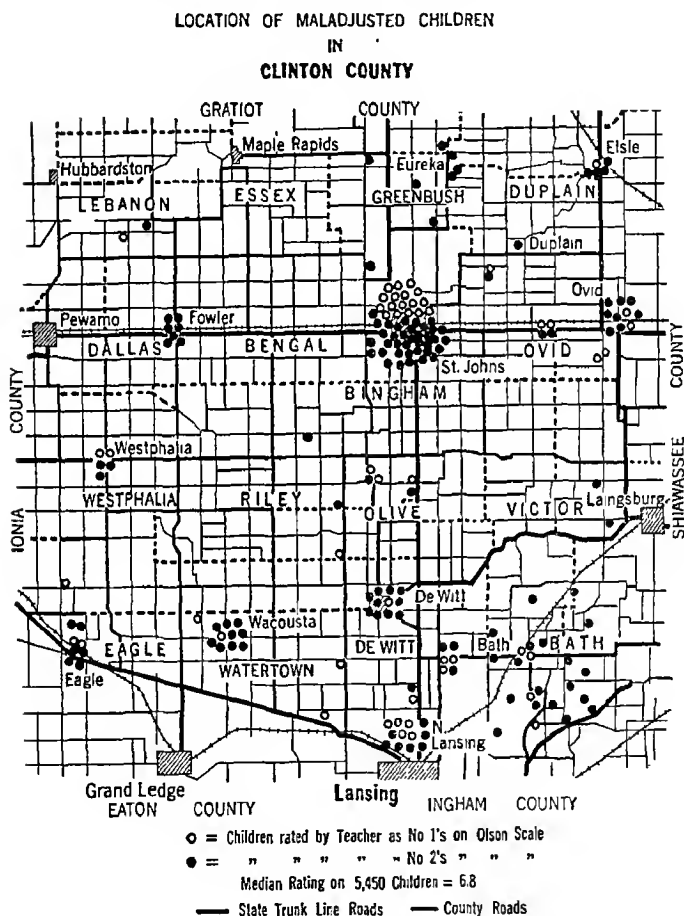 LOCATION OF MALADJUSTED CHILDREN
IN
CLINTON COUNTY
GRATIOT COUNTY
Maple Rapids
Hubbardston
Eureka
Elsie
LEBANON ESSEX GREENBUSH DUPLAIN
Duplain
Ovid
Pewamo Fowler
DALLAS BENGAL OVID
St. Johns
BINGHAM
COUNTY
COUNTY
Westphalia
WESTPHALIA RILEY OLIVE VICTOR
Laingsburg
IONIA
SHIAWASSEE
De Witt
Wacousta
EAGLE DE WITT Bath BATH
WATERTOWN
Eagle
N.
Lansing
Grand Ledge Lansing
EATON COUNTY INGHAM COUNTY
○ = Children rated by Teacher as No 1's on Olson Scale
● = " " " " " No 2's " " "
Median Rating on 5,450 Children = 6.8
State Trunk Line Roads County Roads